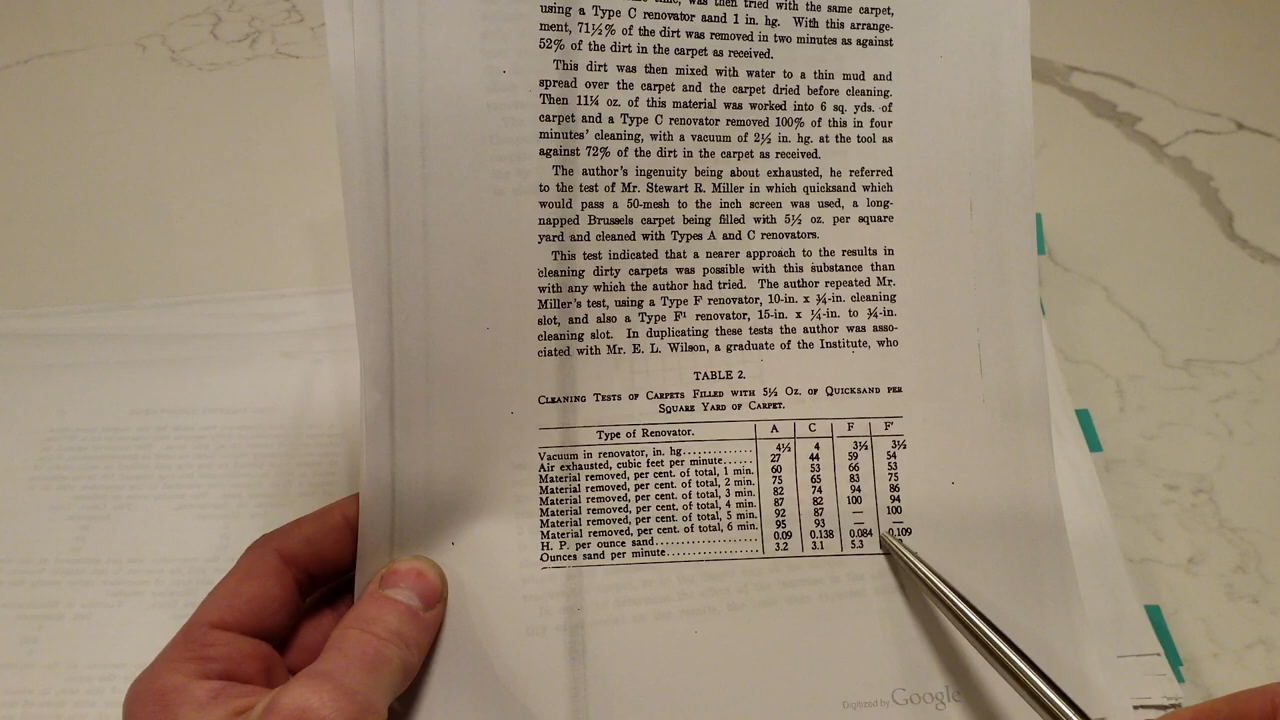 time, was then tried with the same carpet,
using a Type C renovator aand 1 in. hg. With this arrange-
ment, 71½% of the dirt was removed in two minutes as against
52% of the dirt in the carpet as received.
This dirt was then mixed with water to a thin mud and
spread over the carpet and the carpet dried before cleaning.
Then 11¼ oz. of this material was worked into 6 sq. yds. of
carpet and a Type C renovator removed 100% of this in four
minutes' cleaning, with a vacuum of 2½ in. hg. at the tool as
against 72% of the dirt in the carpet as received.
The author's ingenuity being about exhausted, he referred
to the test of Mr. Stewart R. Miller in which quicksand which
would pass a 50-mesh to the inch screen was used, a long-
napped Brussels carpet being filled with 5½ oz. per square
yard and cleaned with Types A and C renovators.
This test indicated that a nearer approach to the results in
cleaning dirty carpets was possible with this substance than
with any which the author had tried. The author repeated Mr.
Miller's test, using a Type F renovator, 10-in. x ¾-in. cleaning
slot, and also a Type F¹ renovator, 15-in. x ¼-in. to ¾-in.
cleaning slot. In duplicating these tests the author was asso-
ciated with Mr. E. L. Wilson, a graduate of the Institute, who
TABLE 2.
CLEANING TESTS OF CARPETS FILLED WITH 5½ OZ. OF QUICKSAND PER
SQUARE YARD OF CARPET.
Type of Renovator. A C F F'
Vacuum in renovator, in. hg.............. 4½ 4 3½ 3½
Air exhausted, cubic feet per minute...... 27 44 59 54
Material removed, per cent. of total, 1 min. 60 53 66 53
Material removed, per cent. of total, 2 min. 75 65 83 75
Material removed, per cent. of total, 3 min. 82 74 94 86
Material removed, per cent. of total, 4 min. 87 82 100 94
Material removed, per cent. of total, 5 min. 92 87 — 100
Material removed, per cent. of total, 6 min. 95 93 — —
H. P. per ounce sand.................... 0.09 0.138 0.084 0.109
Ounces sand per minute.................. 3.2 3.1 5.3
Digitized by Google